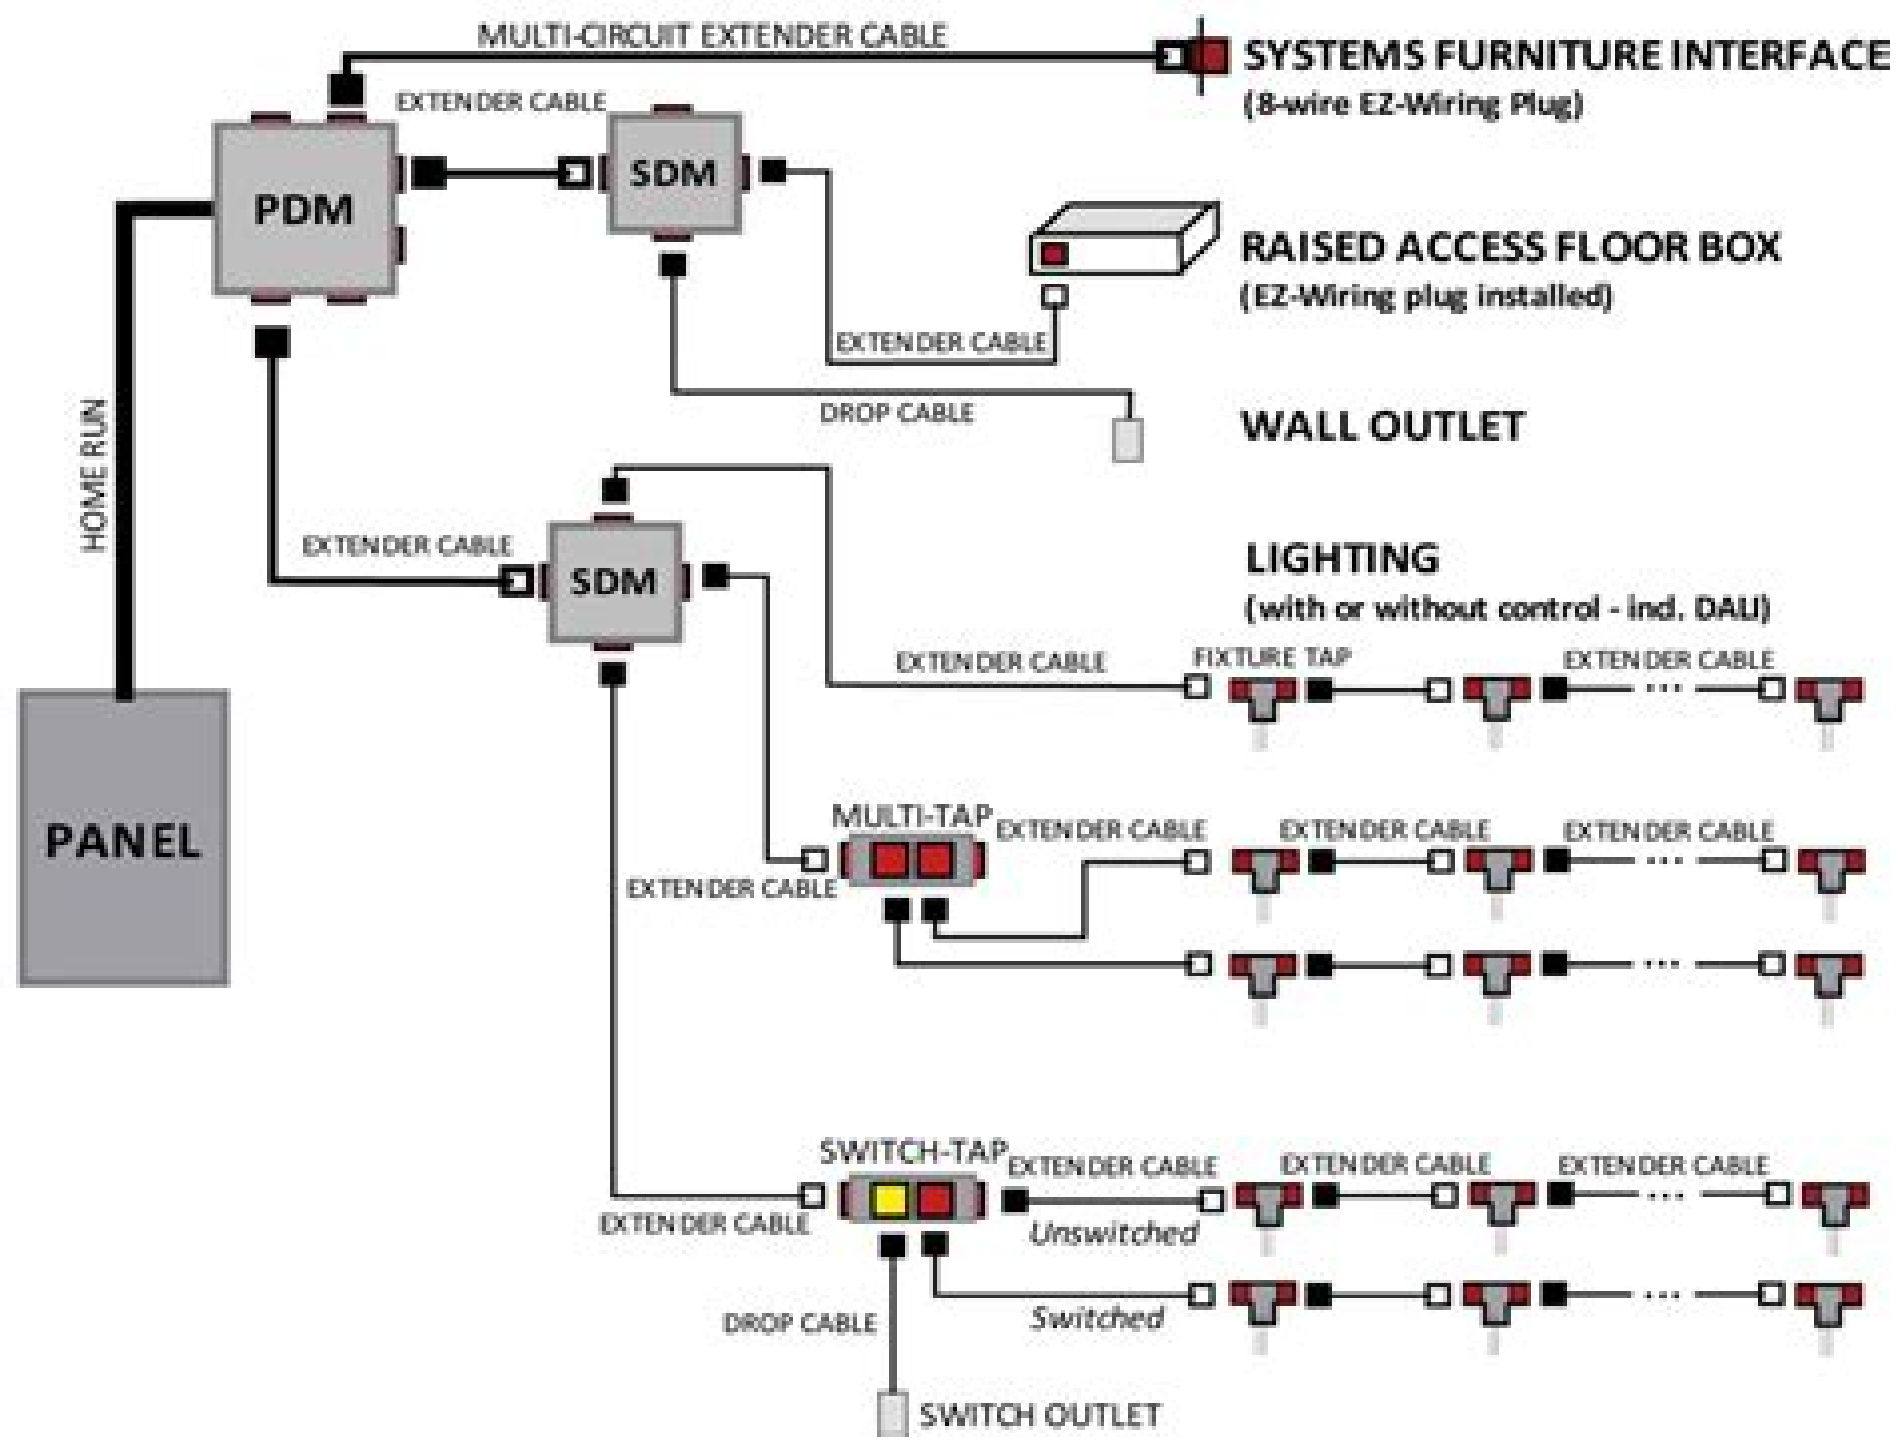 MULTI-CIRCUIT EXTENDER CABLE
SYSTEMS FURNITURE INTERFACE
(8-wire EZ-Wiring Plug)
EXTENDER CABLE
SDM
PDM
RAISED ACCESS FLOOR BOX
(EZ-Wiring plug installed)
EXTENDER CABLE
DROP CABLE
WALL OUTLET
HOME RUN
EXTENDER CABLE
SDM
LIGHTING
(with or without control - ind. DALI)
EXTENDER CABLE
FIXTURE TAP
EXTENDER CABLE
PANEL
MULTI-TAP
EXTENDER CABLE
EXTENDER CABLE
EXTENDER CABLE
EXTENDER CABLE
SWITCH-TAP
EXTENDER CABLE
EXTENDER CABLE
EXTENDER CABLE
EXTENDER CABLE
Unswitched
Switched
DROP CABLE
SWITCH OUTLET